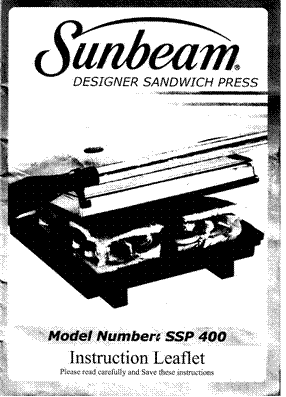 Sunbeam®
DESIGNER SANDWICH PRESS
Model Number: SSP 400
Instruction Leaflet
Please read carefully and Save these instructions